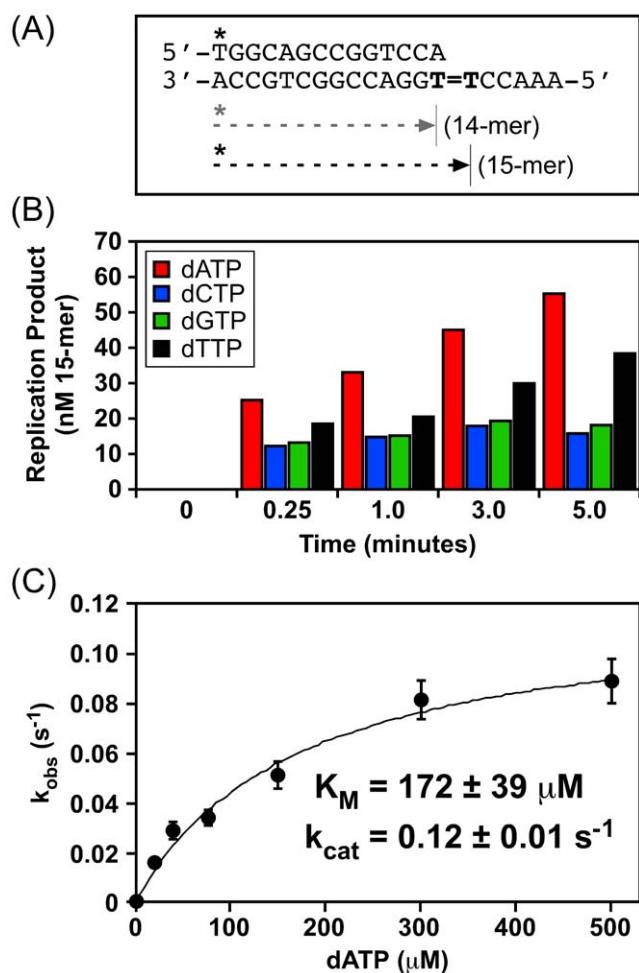 (A)
*
5’-TGGCAGCCGGTCCA
3’-ACCGTCGGCCAGGT=TCCAAA-5’
*
(14-mer)
*
(15-mer)
(B)
Replication Product
(nM 15-mer)
70
60
50
40
30
20
10
0
dATP
dCTP
dGTP
dTTP
0 0.25 1.0 3.0 5.0
Time (minutes)
(C)
kobs (s-1)
0.12
0.10
0.08
0.06
0.04
0.02
0
KM = 172 ± 39 μM
kcat = 0.12 ± 0.01 s-1
0 100 200 300 400 500
dATP (μM)